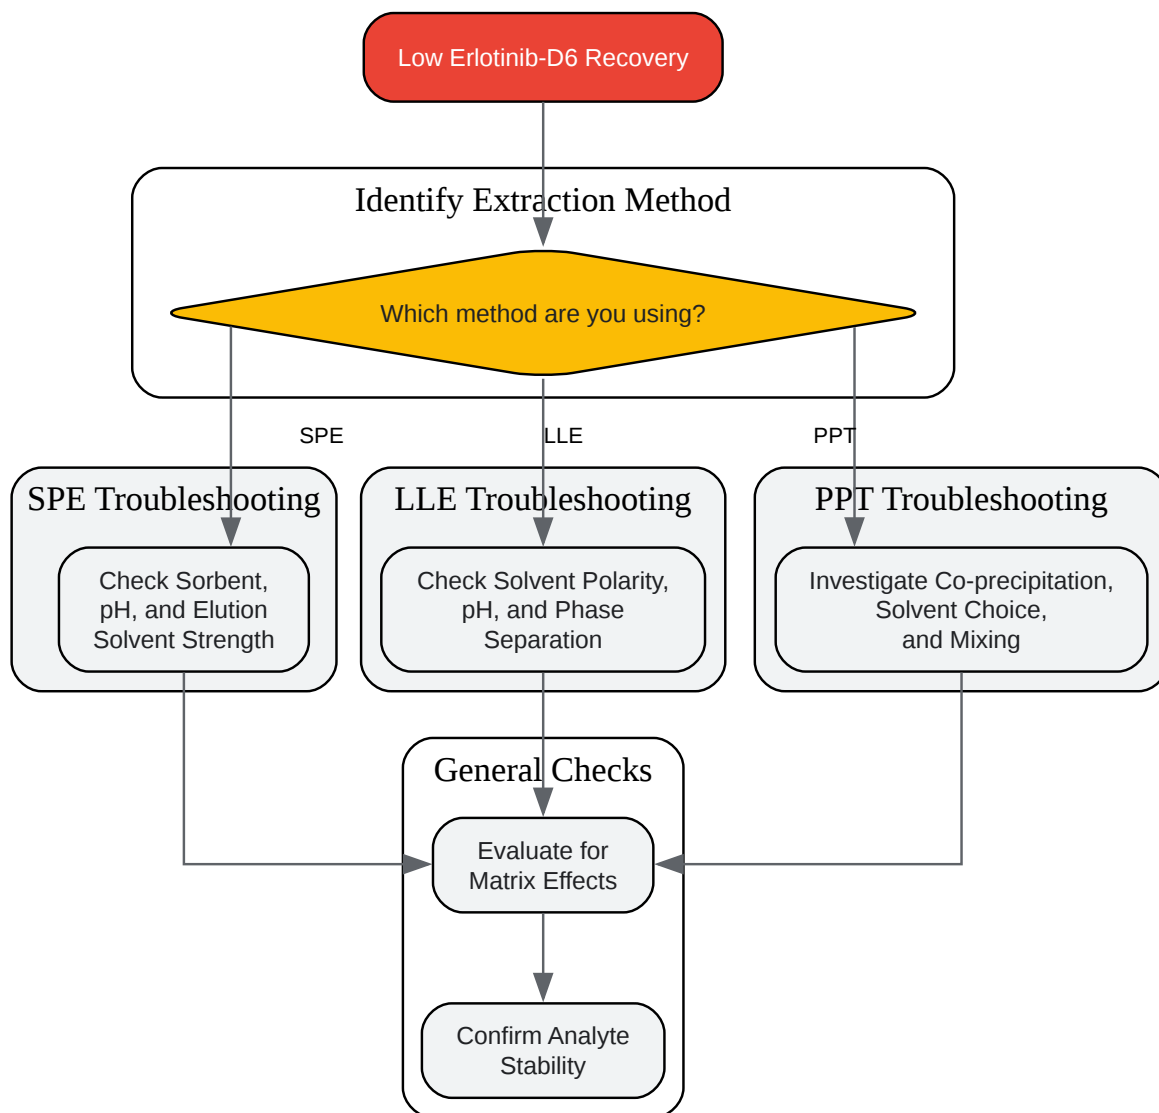 Low Erlotinib-D6 Recovery
Identify Extraction Method
Which method are you using?
SPE
LLE
PPT
SPE Troubleshooting
Check Sorbent,
pH, and Elution
Solvent Strength
LLE Troubleshooting
Check Solvent Polarity,
pH, and Phase
Separation
PPT Troubleshooting
Investigate Co-precipitation,
Solvent Choice,
and Mixing
General Checks
Evaluate for
Matrix Effects
Confirm Analyte
Stability